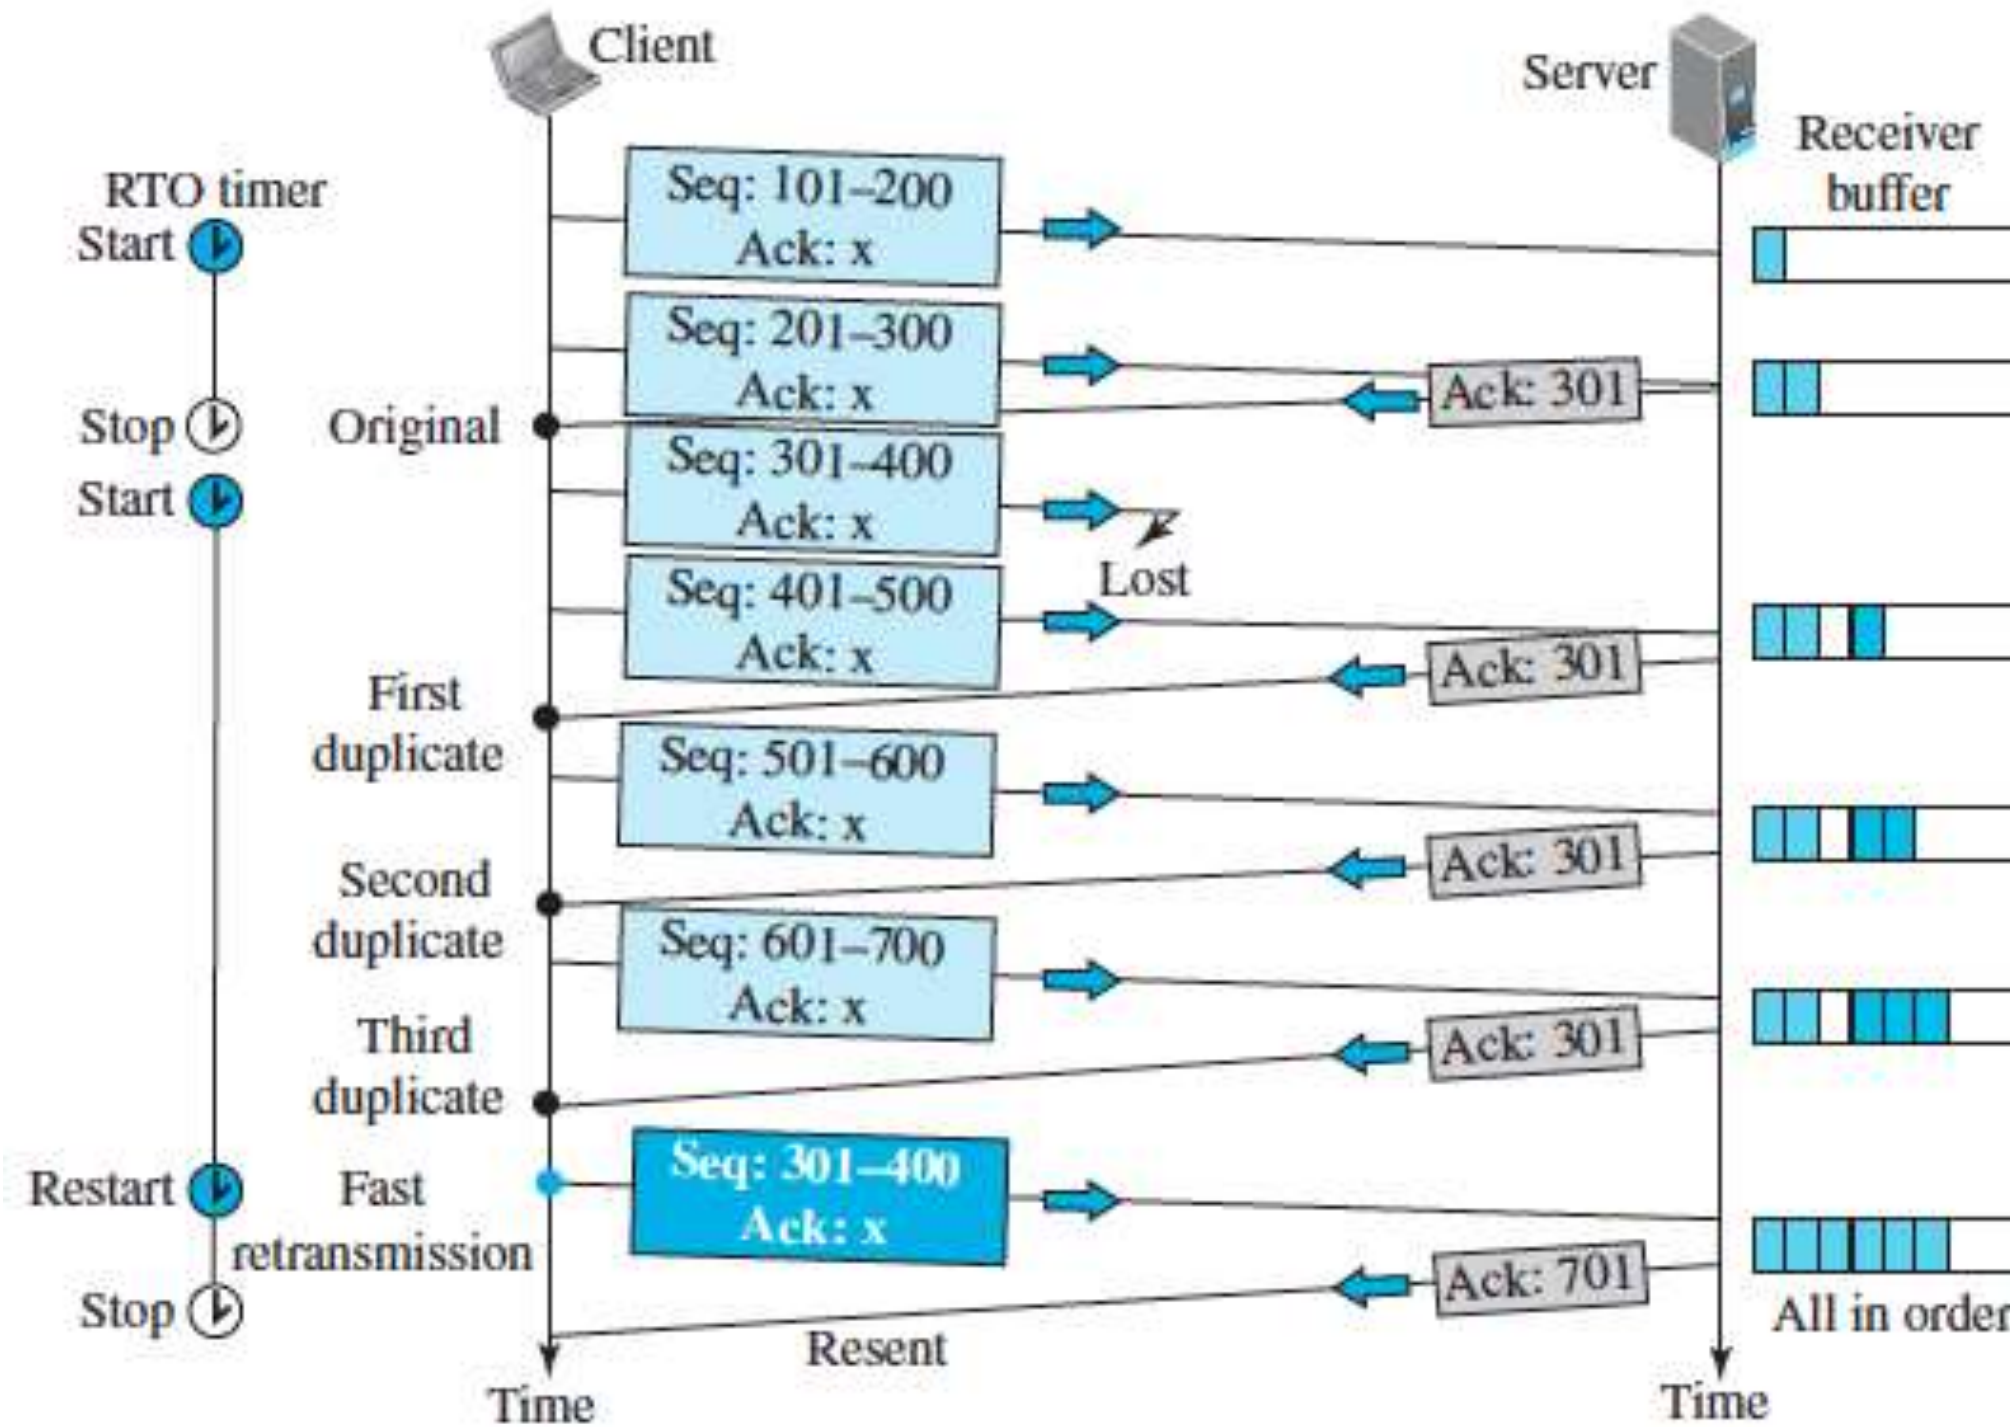 Client
Server
Receiver
buffer
RTO timer
Start
Seq: 101–200
Ack: x
Seq: 201–300
Ack: x
Ack: 301
Stop
Original
Start
Seq: 301–400
Ack: x
Lost
Seq: 401–500
Ack: x
Ack: 301
First
duplicate
Seq: 501–600
Ack: x
Ack: 301
Second
duplicate
Seq: 601–700
Ack: x
Ack: 301
Third
duplicate
Restart
Fast
retransmission
Seq: 301–400
Ack: x
Ack: 701
Stop
Resent
All in order
Time
Time